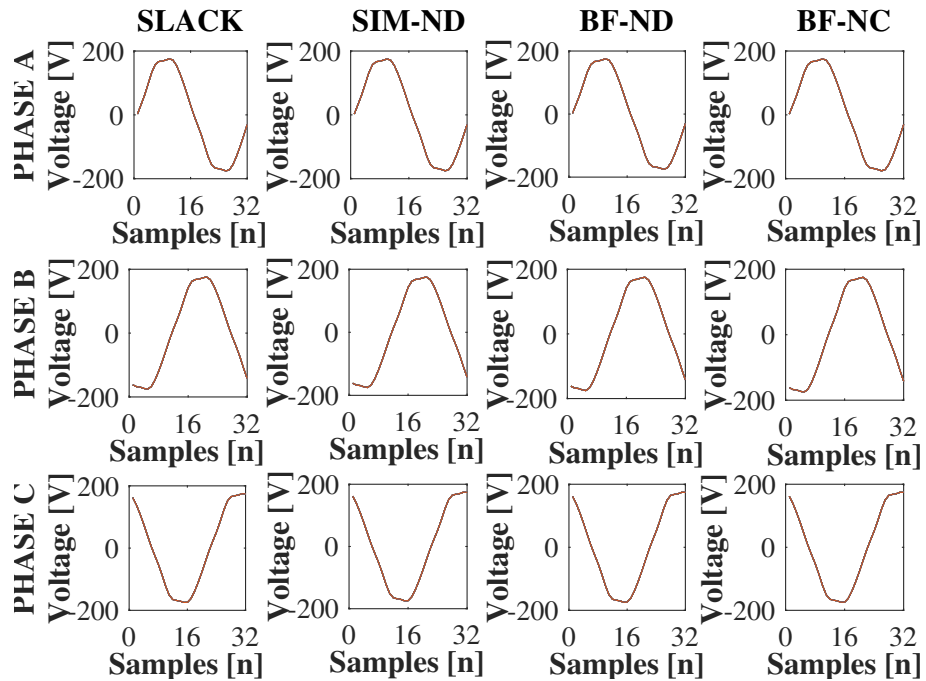 SLACK SIM-ND BF-ND BF-NC
PHASE A
Voltage [V] Voltage [V] Voltage [V] Voltage [V]
200 200 200 200
0 0 0 0
-200 -200 -200 -200
0 16 32 0 16 32 0 16 32 0 16 32
Samples [n] Samples [n] Samples [n] Samples [n]
PHASE B
Voltage [V] Voltage [V] Voltage [V] Voltage [V]
200 200 200 200
0 0 0 0
-200 -200 -200 -200
0 16 32 0 16 32 0 16 32 0 16 32
Samples [n] Samples [n] Samples [n] Samples [n]
PHASE C
Voltage [V] Voltage [V] Voltage [V] Voltage [V]
200 200 200 200
0 0 0 0
-200 -200 -200 -200
0 16 32 0 16 32 0 16 32 0 16 32
Samples [n] Samples [n] Samples [n] Samples [n]